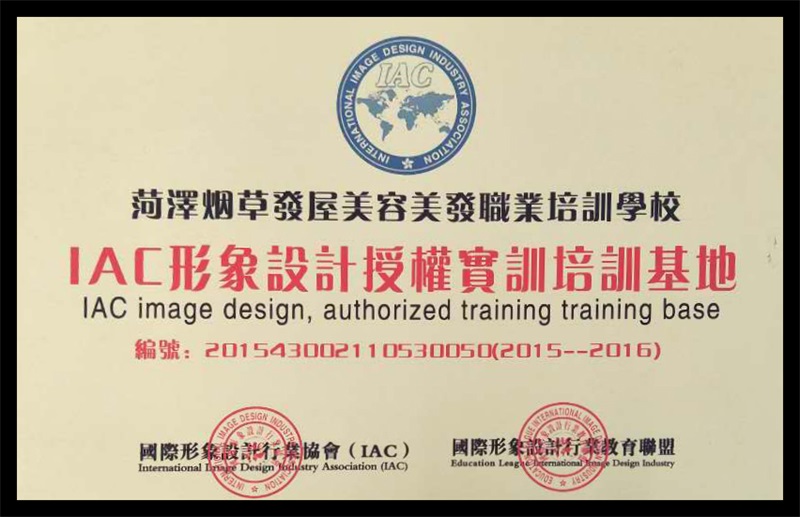 INTERNATIONAL IMAGE DESIGN INDUSTRY ASSOCIATION
IAC
菏澤烟草發屋美容美發職業培訓學校
IAC形象設計授權實訓培訓基地
IAC image design, authorized training training base
編號：201543002110530050(2015--2016)
國際形象設計行業協會（IAC）
International Image Design Industry Association (IAC)
國際形象設計行業教育聯盟
Education League International Image Design Industry